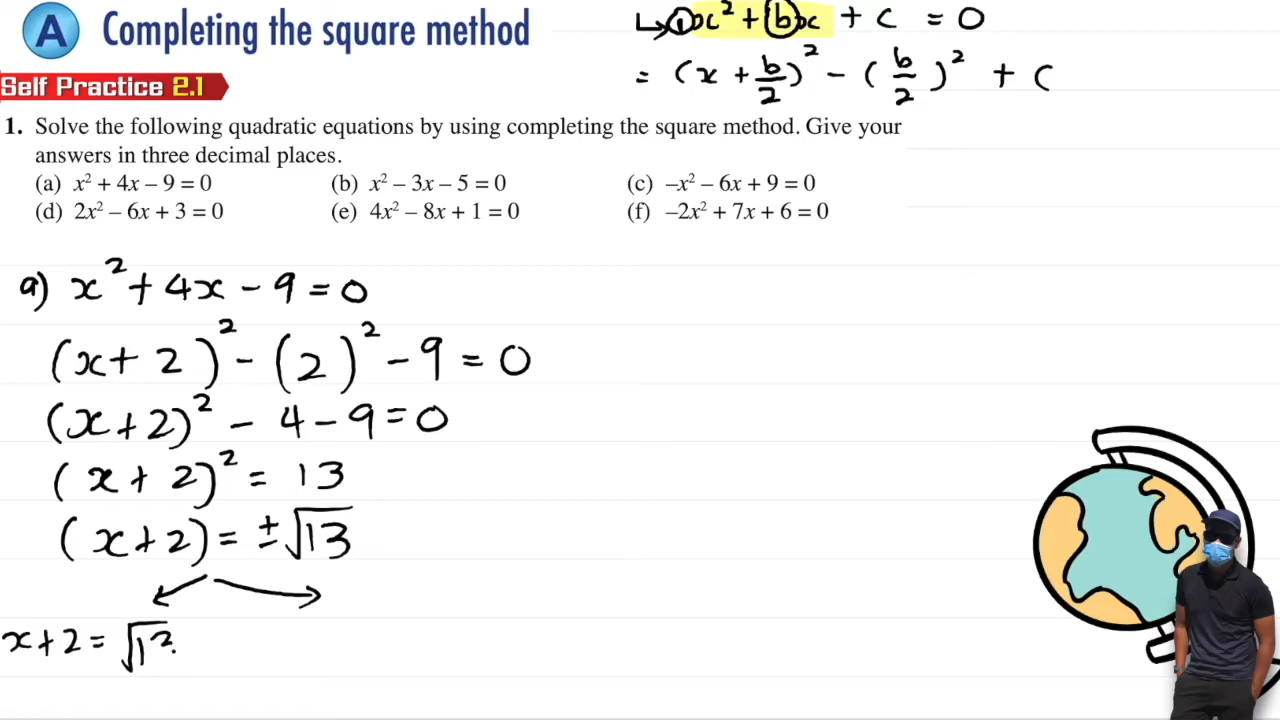 A Completing the square method
→ 1x² + bx + c = 0
= (x + b/2)² - (b/2)² + c
Self Practice 2.1
1. Solve the following quadratic equations by using completing the square method. Give your
answers in three decimal places.
(a) x² + 4x – 9 = 0 (b) x² – 3x – 5 = 0 (c) –x² – 6x + 9 = 0
(d) 2x² – 6x + 3 = 0 (e) 4x² – 8x + 1 = 0 (f) –2x² + 7x + 6 = 0
a) x² + 4x - 9 = 0
(x + 2)² - (2)² - 9 = 0
(x + 2)² - 4 - 9 = 0
(x + 2)² = 13
(x + 2) = ±√13
x + 2 = √13